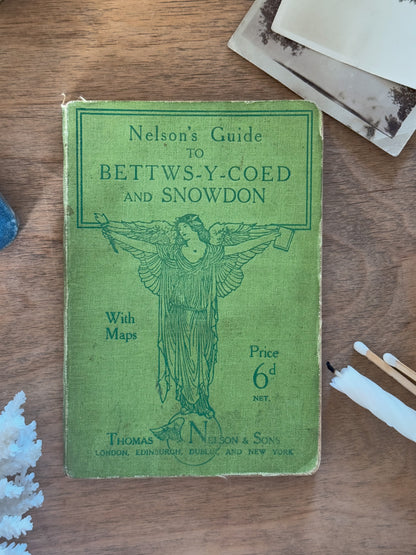 Nelson's Guide
TO
BETTWS-Y-COED
AND SNOWDON
With
Maps
Price
6d
NET.
THOMAS NELSON & SONS
LONDON, EDINBURGH, DUBLIN, AND NEW YORK